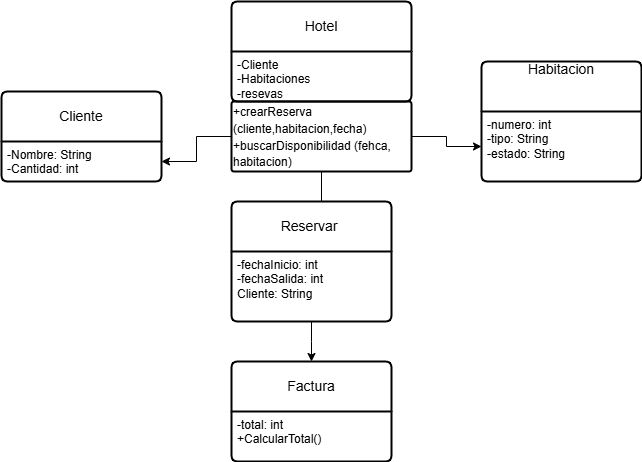 Hotel
-Cliente
-Habitaciones
-resevas
+crearReserva
(cliente,habitacion,fecha)
+buscarDisponibilidad (fehca,
habitacion)
Cliente
-Nombre: String
-Cantidad: int
Habitacion
-numero: int
-tipo: String
-estado: String
Reservar
-fechaInicio: int
-fechaSalida: int
Cliente: String
Factura
-total: int
+CalcularTotal()